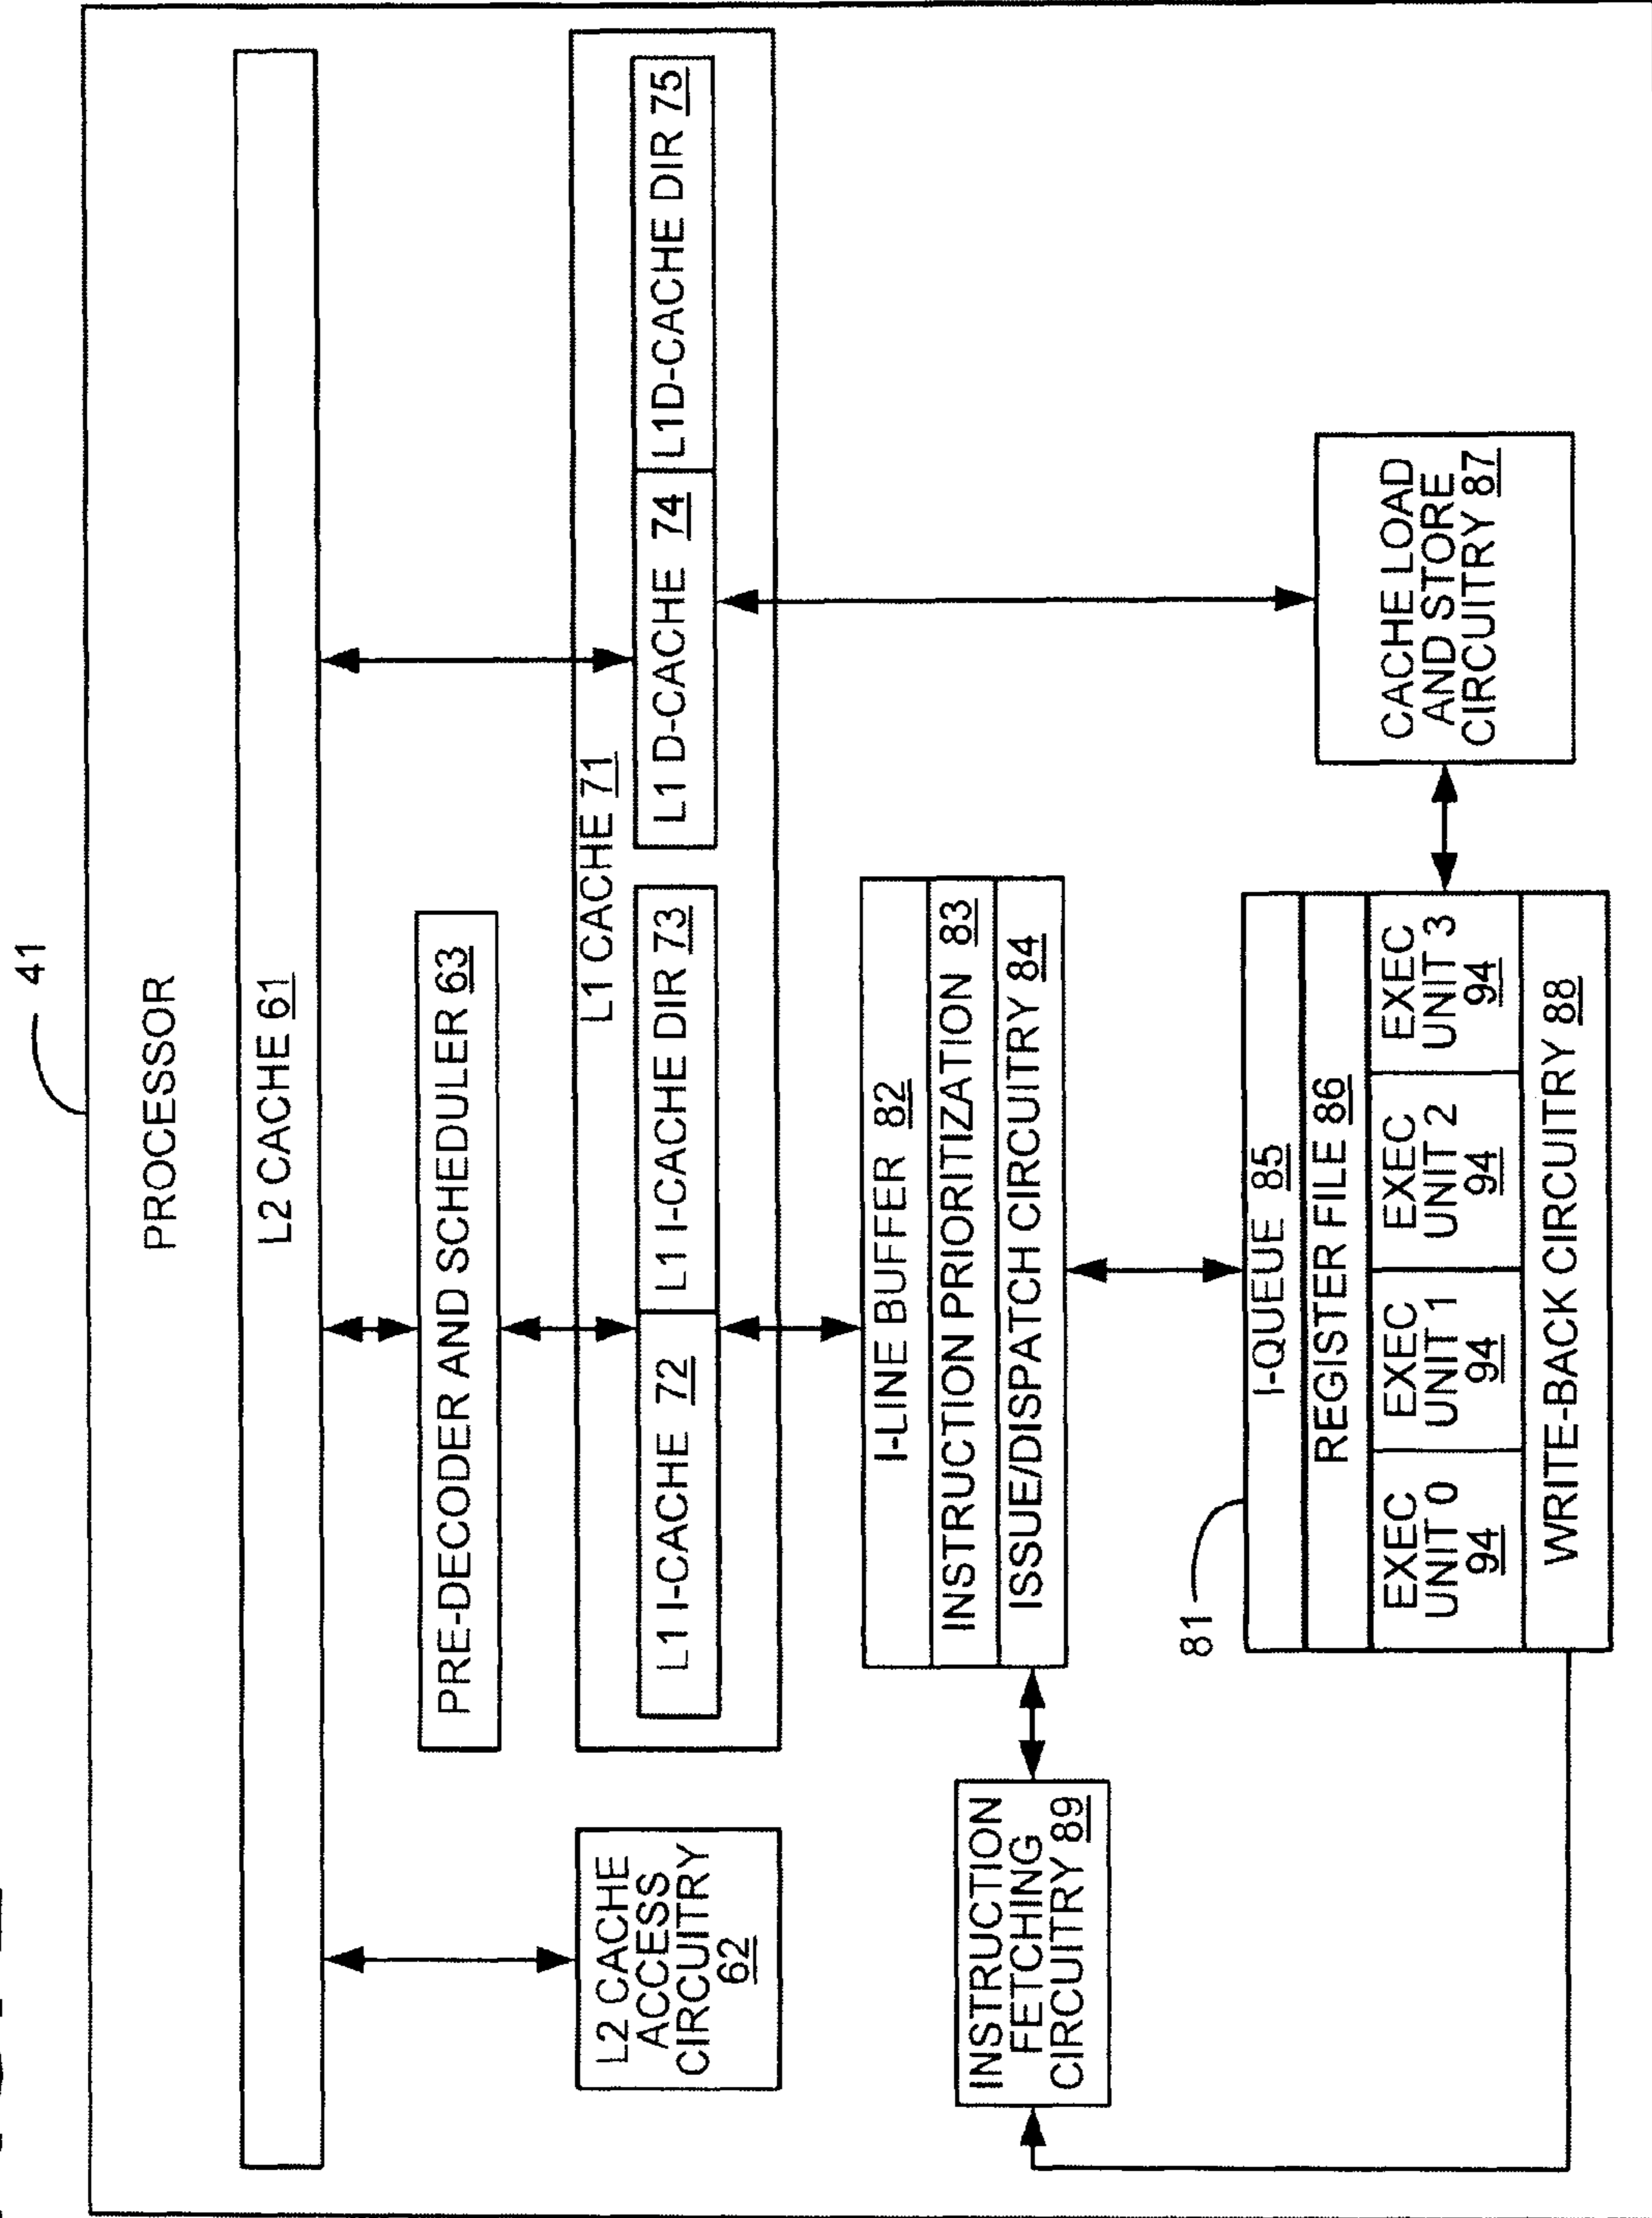 41
PROCESSOR
L2 CACHE 61
PRE-DECODER AND SCHEDULER 63
L2 CACHE
ACCESS
CIRCUITRY
62
L1 CACHE 71
L1 I-CACHE 72
L1 I-CACHE DIR 73
L1 D-CACHE 74
L1D-CACHE DIR 75
I-LINE BUFFER 82
INSTRUCTION PRIORITIZATION 83
ISSUE/DISPATCH CIRCUITRY 84
INSTRUCTION
FETCHING
CIRCUITRY 89
81
I-QUEUE 85
REGISTER FILE 86
EXEC
UNIT 0
94
EXEC
UNIT 1
94
EXEC
UNIT 2
94
EXEC
UNIT 3
94
WRITE-BACK CIRCUITRY 88
CACHE LOAD
AND STORE
CIRCUITRY 87